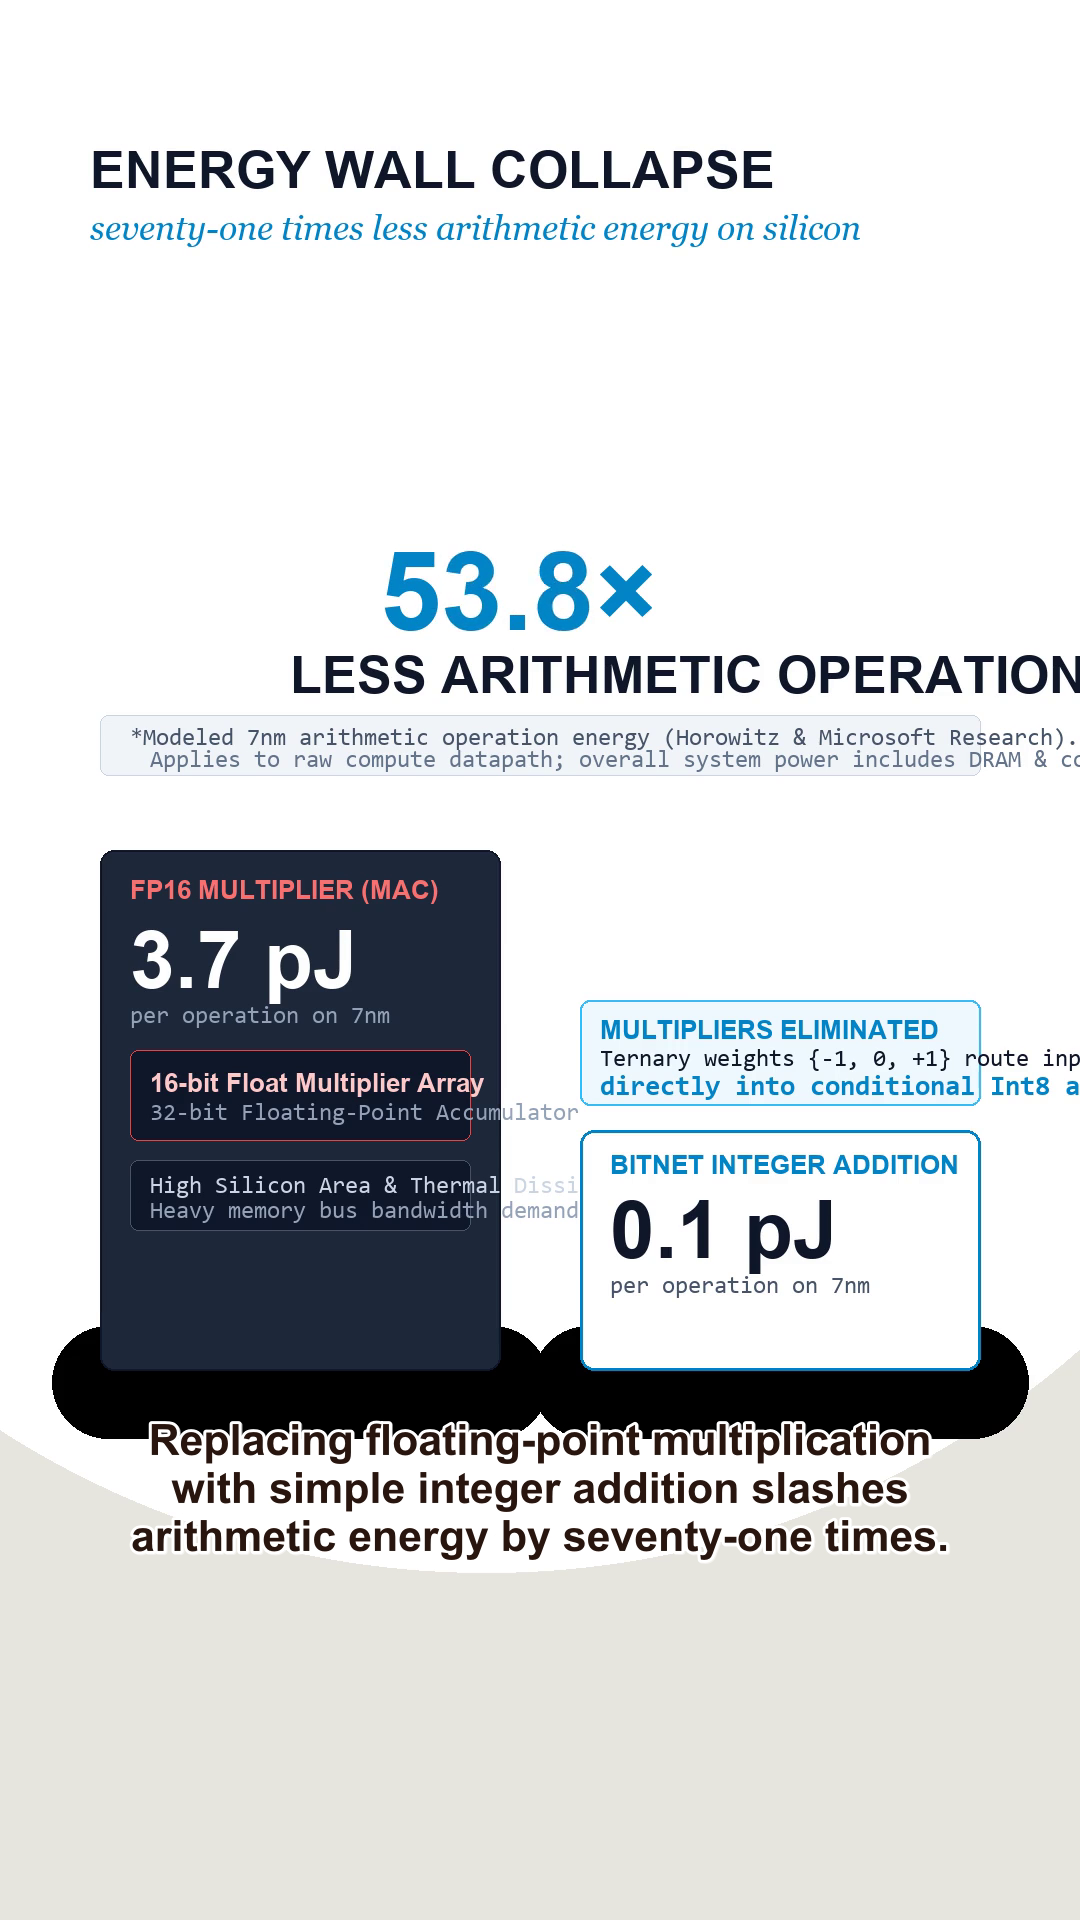 ENERGY WALL COLLAPSE
seventy-one times less arithmetic energy on silicon
53.8×
LESS ARITHMETIC OPERATION
*Modeled 7nm arithmetic operation energy (Horowitz & Microsoft Research).
Applies to raw compute datapath; overall system power includes DRAM & co
FP16 MULTIPLIER (MAC)
3.7 pJ
per operation on 7nm
16-bit Float Multiplier Array
32-bit Floating-Point Accumulator
High Silicon Area & Thermal Dissi
Heavy memory bus bandwidth demand
MULTIPLIERS ELIMINATED
Ternary weights {-1, 0, +1} route inp
directly into conditional Int8 a
BITNET INTEGER ADDITION
0.1 pJ
per operation on 7nm
Replacing floating-point multiplication
with simple integer addition slashes
arithmetic energy by seventy-one times.